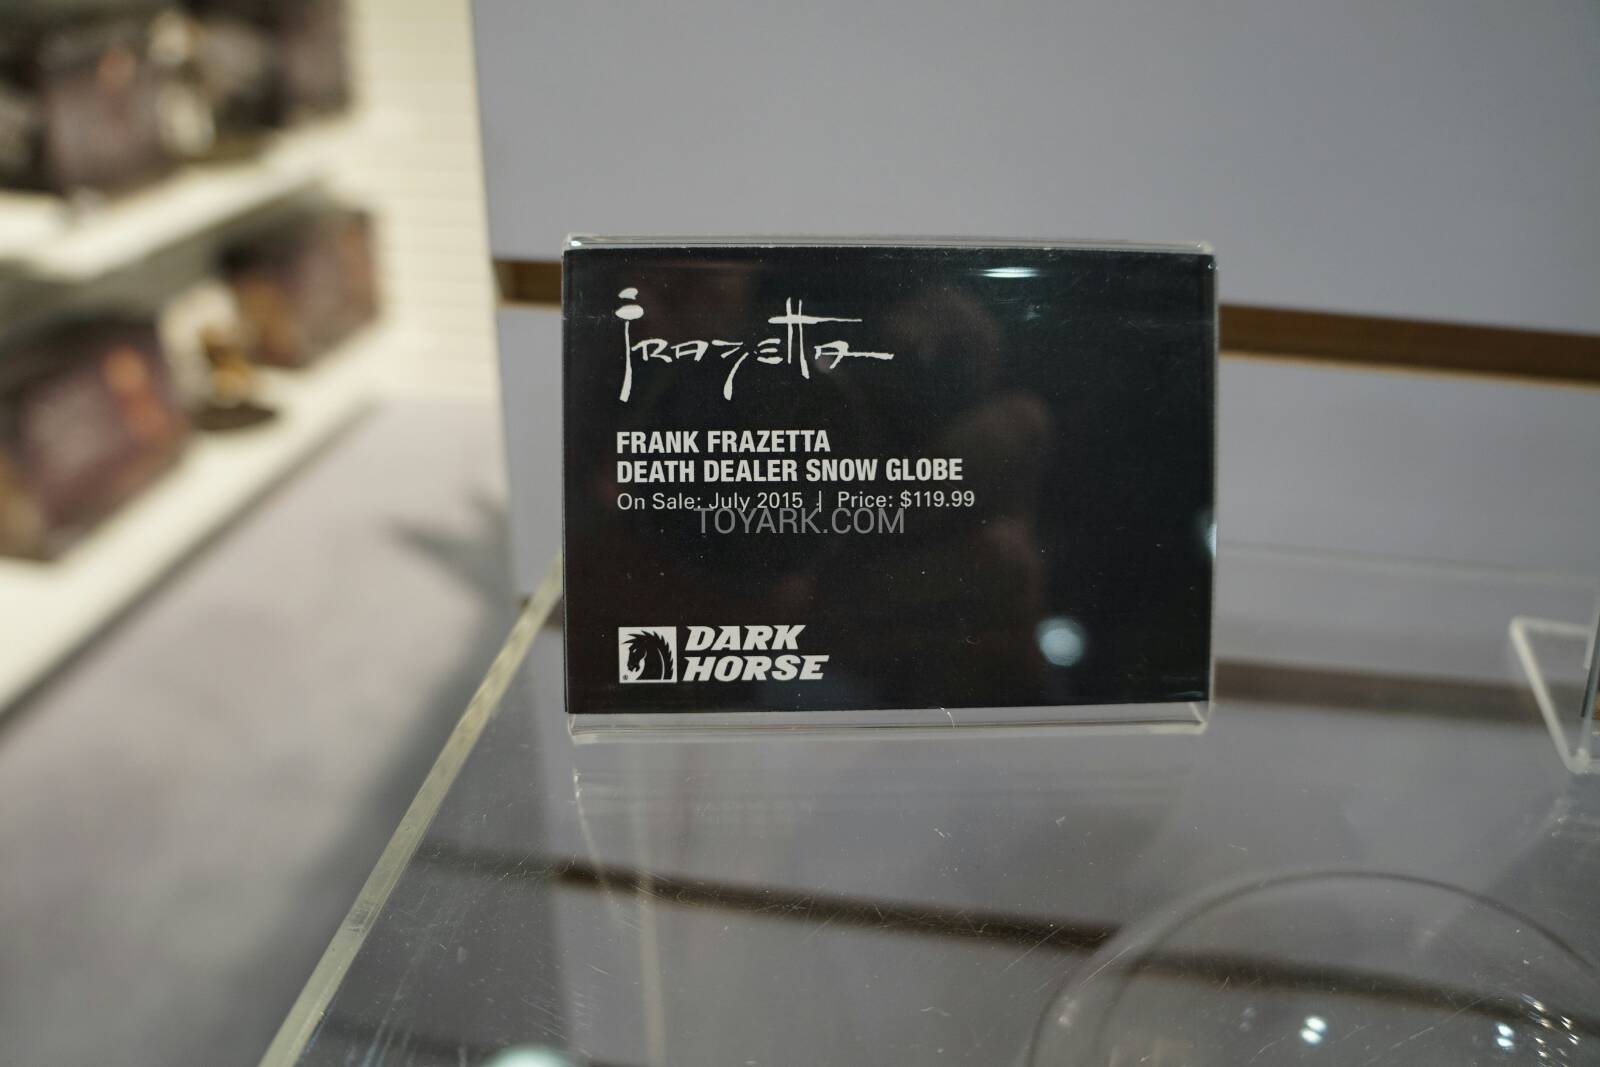 Frazetta
FRANK FRAZETTA
DEATH DEALER SNOW GLOBE
On Sale: July 2015 | Price: $119.99
TOYARK.COM
DARK
HORSE